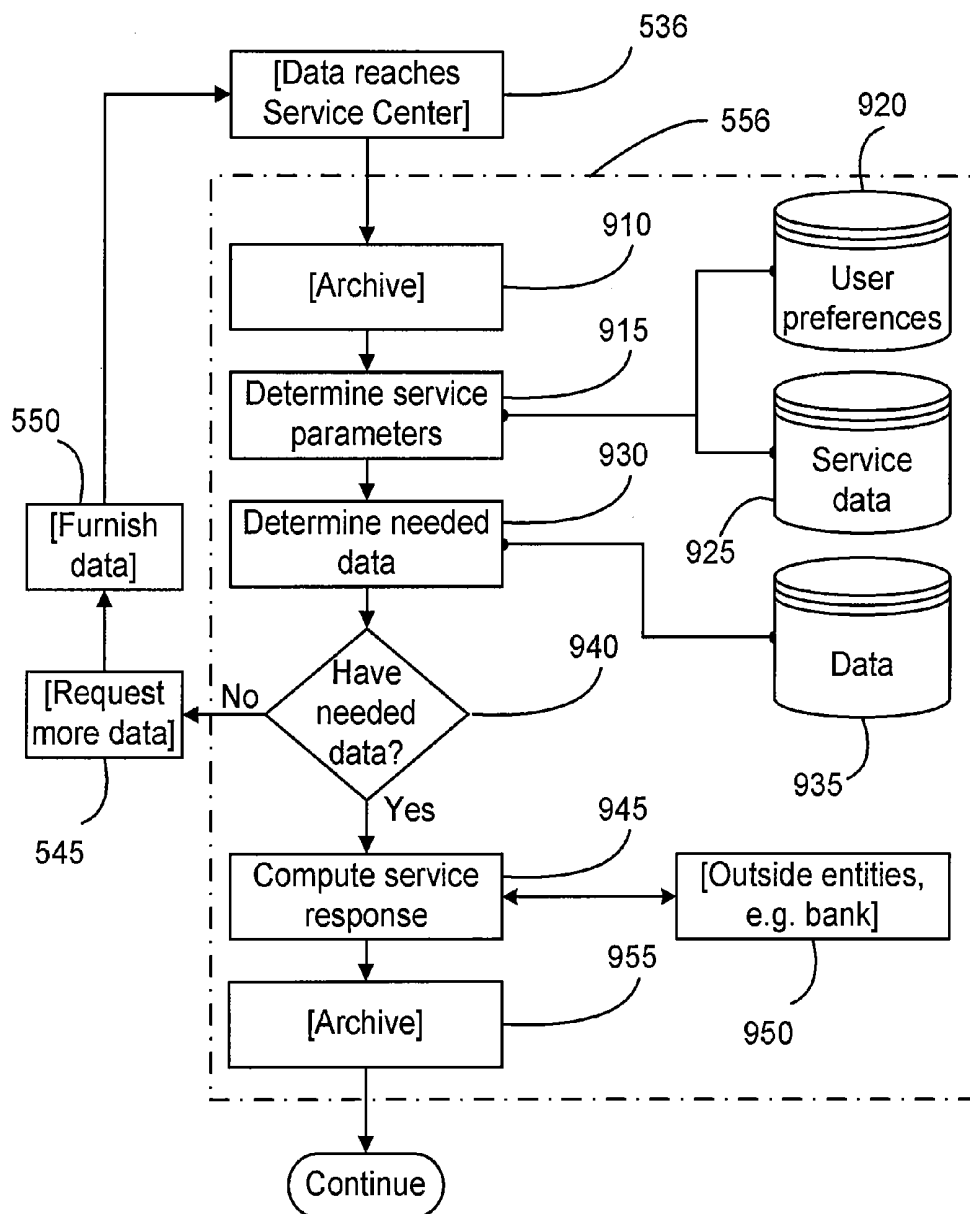 536
[Data reaches
Service Center]
556
920
910
[Archive]
User
preferences
915
Determine service
parameters
550
930
Service
data
925
[Furnish
data]
Determine needed
data
940
Data
Have
needed
data?
No
[Request
more data]
935
Yes
945
545
Compute service
response
[Outside entities,
e.g. bank]
955
[Archive]
950
Continue